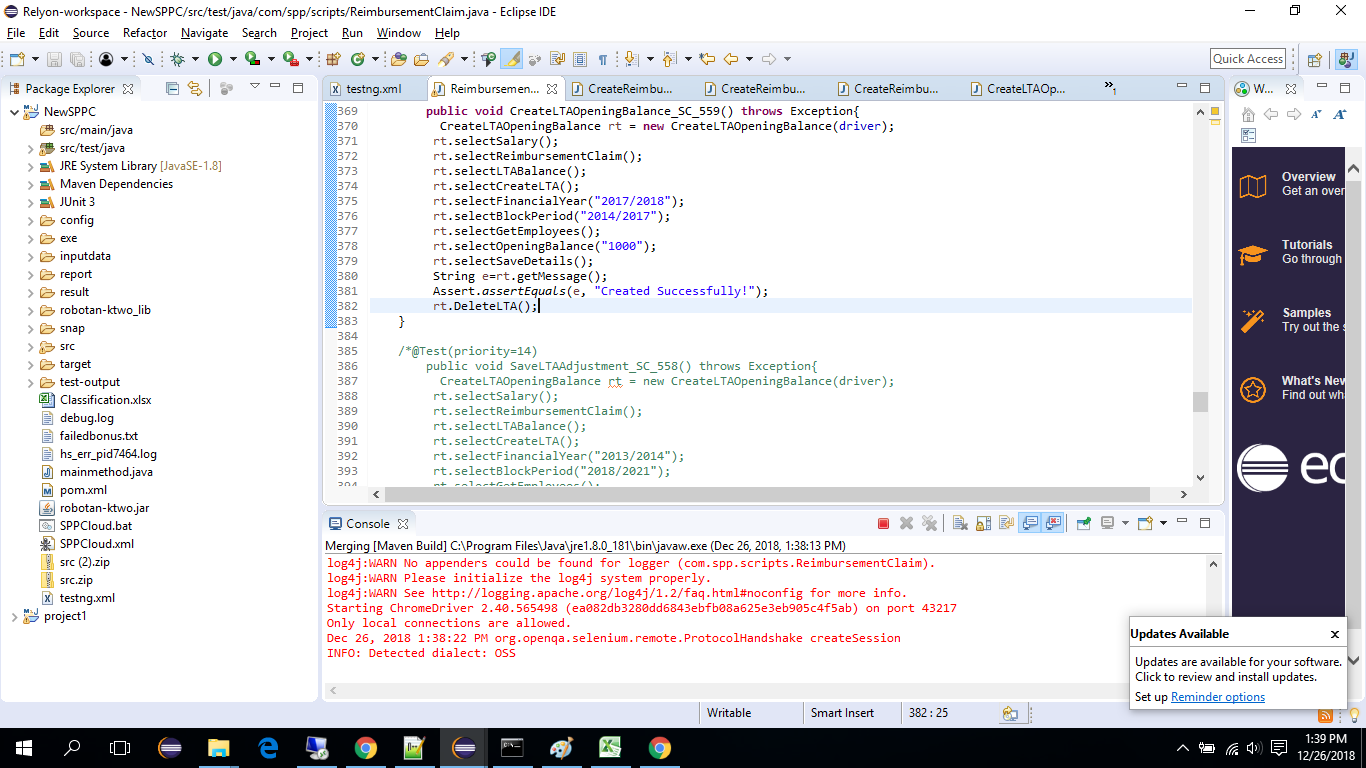 Relyon-workspace - NewSPPC/src/test/java/com/spp/scripts/ReimbursementClaim.java - Eclipse IDE
File Edit Source Refactor Navigate Search Project Run Window Help
Quick Access
Package Explorer
NewSPPC
src/main/java
src/test/java
JRE System Library [JavaSE-1.8]
Maven Dependencies
JUnit 3
config
exe
inputdata
report
result
robotan-ktwo_lib
snap
src
target
test-output
Classification.xlsx
debug.log
failedbonus.txt
hs_err_pid7464.log
mainmethod.java
pom.xml
robotan-ktwo.jar
SPPCloud.bat
SPPCloud.xml
src (2).zip
src.zip
testng.xml
project1
testng.xml Reimbursemen... CreateReimbu... CreateReimbu... CreateReimbu... CreateLTAOp... »1
369 public void CreateLTAOpeningBalance_SC_559() throws Exception{
370 CreateLTAOpeningBalance rt = new CreateLTAOpeningBalance(driver);
371 rt.selectSalary();
372 rt.selectReimbursementClaim();
373 rt.selectLTABalance();
374 rt.selectCreateLTA();
375 rt.selectFinancialYear("2017/2018");
376 rt.selectBlockPeriod("2014/2017");
377 rt.selectGetEmployees();
378 rt.selectOpeningBalance("1000");
379 rt.selectSaveDetails();
380 String e=rt.getMessage();
381 Assert.assertEquals(e, "Created Successfully!");
382 rt.DeleteLTA();
383 }
384
385 /*@Test(priority=14)
386 public void SaveLTAAdjustment_SC_558() throws Exception{
387 CreateLTAOpeningBalance rt = new CreateLTAOpeningBalance(driver);
388 rt.selectSalary();
389 rt.selectReimbursementClaim();
390 rt.selectLTABalance();
391 rt.selectCreateLTA();
392 rt.selectFinancialYear("2013/2014");
393 rt.selectBlockPeriod("2018/2021");
394 rt.selectGetEmployees();
W...
Overview
Get an over
Tutorials
Go through
Samples
Try out the s
What's New
Find out wh
ec
Console
Merging [Maven Build] C:\Program Files\Java\jre1.8.0_181\bin\javaw.exe (Dec 26, 2018, 1:38:13 PM)
log4j:WARN No appenders could be found for logger (com.spp.scripts.ReimbursementClaim).
log4j:WARN Please initialize the log4j system properly.
log4j:WARN See http://logging.apache.org/log4j/1.2/faq.html#noconfig for more info.
Starting ChromeDriver 2.40.565498 (ea082db3280dd6843ebfb08a625e3eb905c4f5ab) on port 43217
Only local connections are allowed.
Dec 26, 2018 1:38:22 PM org.openqa.selenium.remote.ProtocolHandshake createSession
INFO: Detected dialect: OSS
Updates Available
Updates are available for your software.
Click to review and install updates.
Set up Reminder options
Writable Smart Insert 382 : 25
1:39 PM
12/26/2018